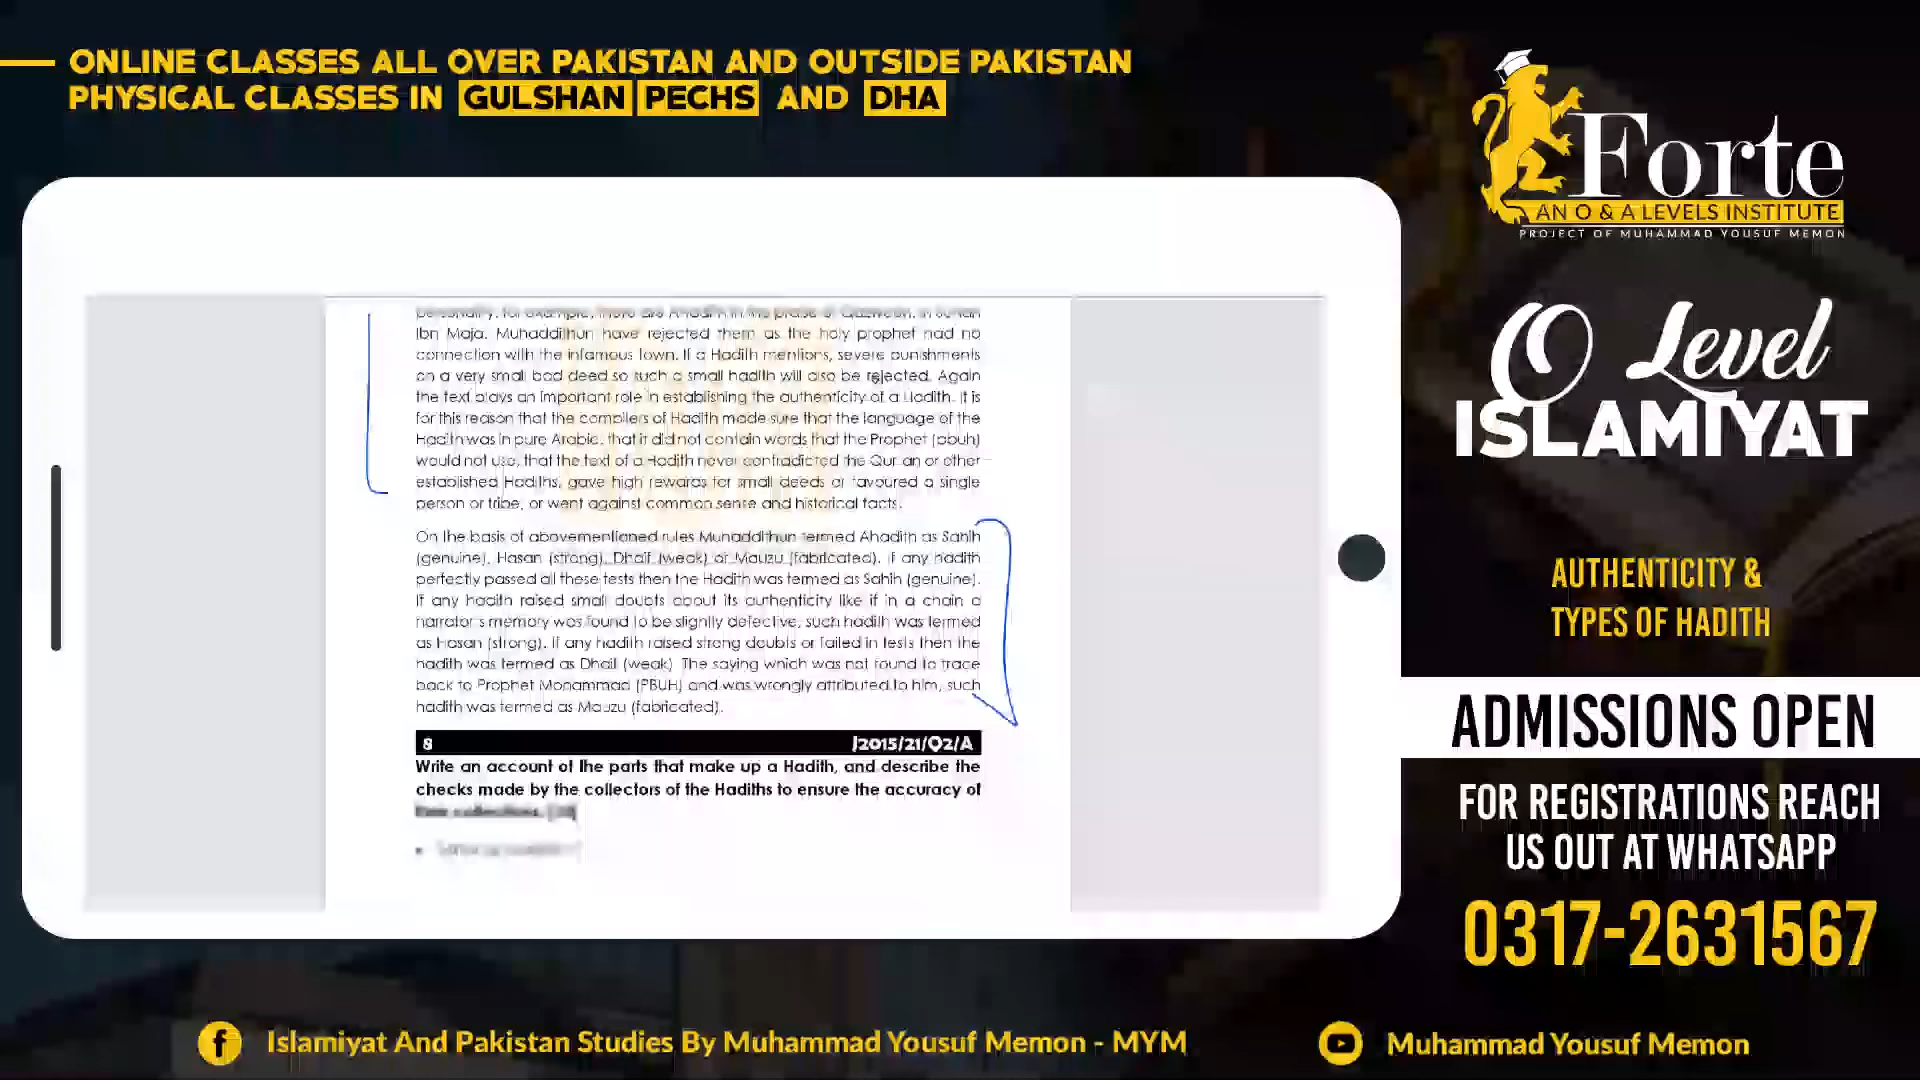 ONLINE CLASSES ALL OVER PAKISTAN AND OUTSIDE PAKISTAN
PHYSICAL CLASSES IN GULSHAN PECHS AND DHA
Forte
AN O & A LEVELS INSTITUTE
PROJECT OF MUHAMMAD YOUSUF MEMON
O Level
ISLAMIYAT
AUTHENTICITY &
TYPES OF HADITH
ADMISSIONS OPEN
FOR REGISTRATIONS REACH
US OUT AT WHATSAPP
0317-2631567
personality, for example, there are Ahadith in the praise of Qazween, in Sunan
Ibn Maja. Muhaddithun have rejected them as the holy prophet had no
connection with the infamous town. If a Hadith mentions, severe punishments
on a very small bad deed so such a small hadith will also be rejected. Again
the text plays an important role in establishing the authenticity of a Hadith. It is
for this reason that the compilers of Hadith made sure that the language of the
Hadith was in pure Arabic, that it did not contain words that the Prophet (pbuh)
would not use, that the text of a Hadith never contradicted the Quran or other
established Hadiths, gave high rewards for small deeds or favoured a single
person or tribe, or went against common sense and historical facts.
On the basis of abovementioned rules Muhaddithun termed Ahadith as Sahih
(genuine), Hasan (strong), Dhaif (weak) or Mauzu (fabricated). If any hadith
perfectly passed all these tests then the Hadith was termed as Sahih (genuine).
If any hadith raised small doubts about its authenticity like if in a chain a
narrator's memory was found to be slightly defective, such hadith was termed
as Hasan (strong). If any hadith raised strong doubts or failed in tests then the
hadith was termed as Dhaif (weak) The saying which was not found to trace
back to Prophet Mohammad (PBUH) and was wrongly attributed to him, such
hadith was termed as Mauzu (fabricated).
8 J2015/21/Q2/A
Write an account of the parts that make up a Hadith, and describe the
checks made by the collectors of the Hadiths to ensure the accuracy of
Islamiyat And Pakistan Studies By Muhammad Yousuf Memon - MYM
Muhammad Yousuf Memon